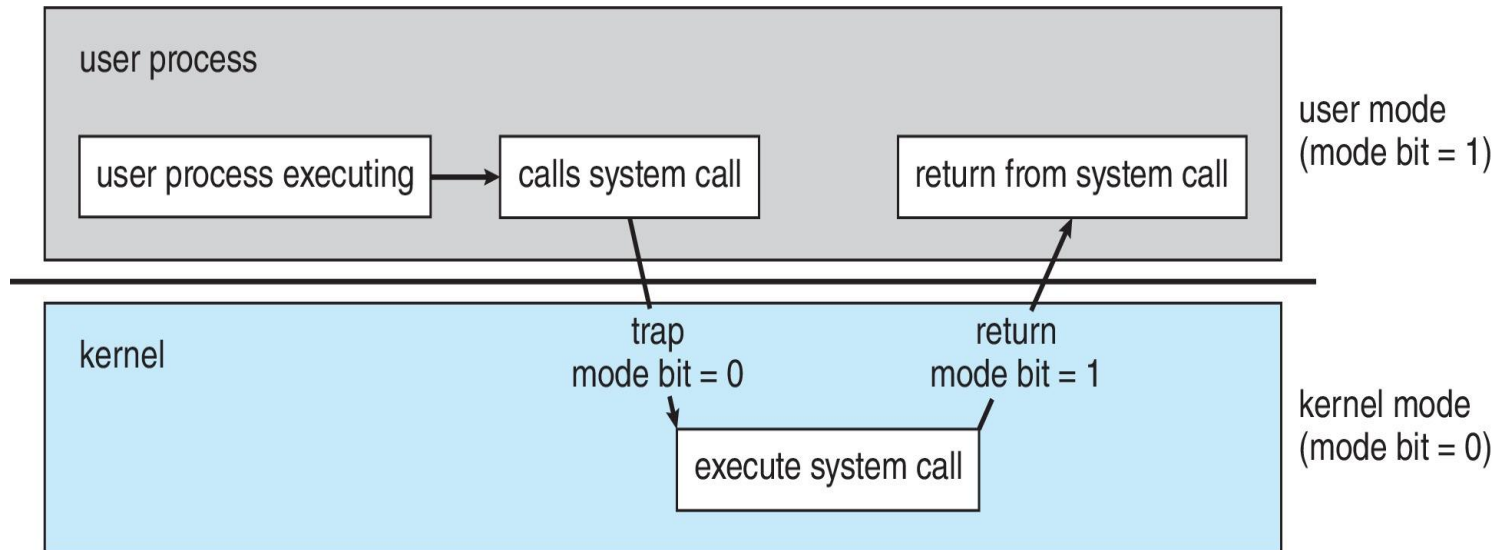 user process
user process executing
calls system call
return from system call
user mode
(mode bit = 1)
kernel
trap
mode bit = 0
return
mode bit = 1
execute system call
kernel mode
(mode bit = 0)